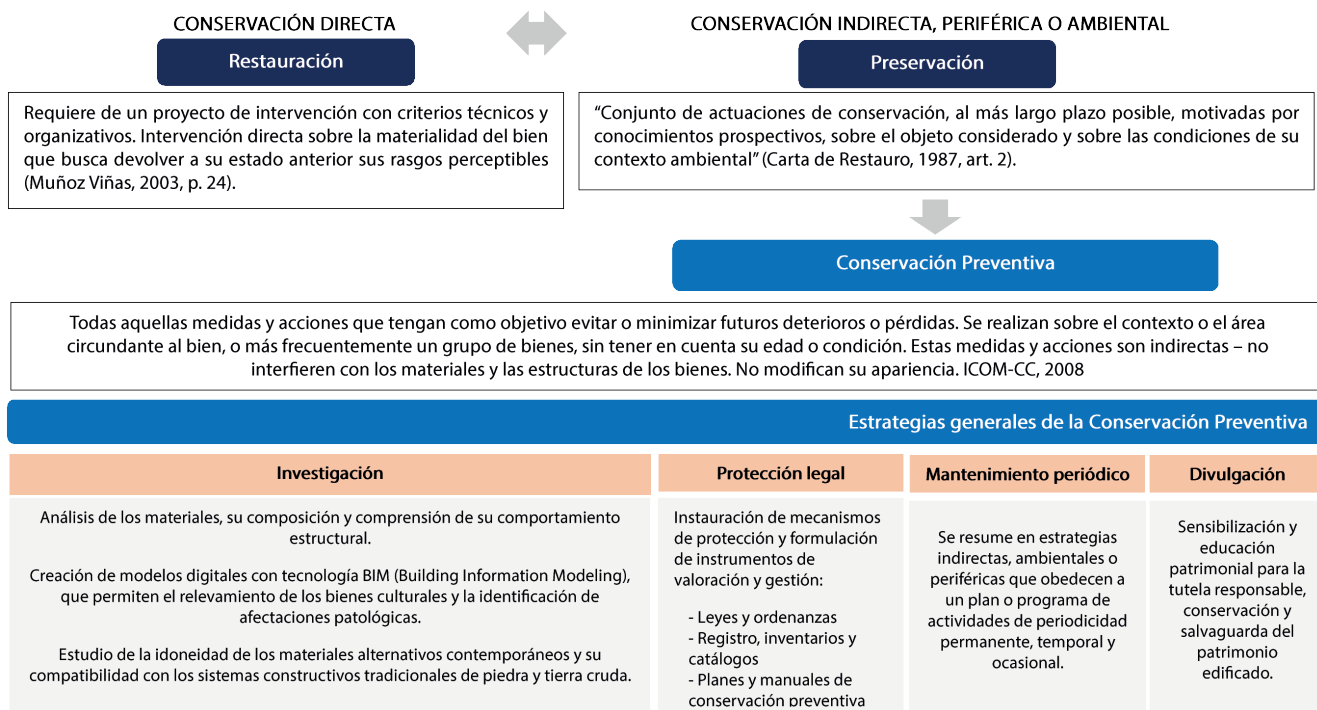 CONSERVACIÓN DIRECTA
Restauración
Requiere de un proyecto de intervención con criterios técnicos y
organizativos. Intervención directa sobre la materialidad del bien
que busca devolver a su estado anterior sus rasgos perceptibles
(Muñoz Viñas, 2003, p. 24).
CONSERVACIÓN INDIRECTA, PERIFÉRICA O AMBIENTAL
Preservación
“Conjunto de actuaciones de conservación, al más largo plazo posible, motivadas por
conocimientos prospectivos, sobre el objeto considerado y sobre las condiciones de su
contexto ambiental” (Carta de Restauro, 1987, art. 2).
Conservación Preventiva
Todas aquellas medidas y acciones que tengan como objetivo evitar o minimizar futuros deterioros o pérdidas. Se realizan sobre el contexto o el área
circundante al bien, o más frecuentemente un grupo de bienes, sin tener en cuenta su edad o condición. Estas medidas y acciones son indirectas – no
interfieren con los materiales y las estructuras de los bienes. No modifican su apariencia. ICOM-CC, 2008
Estrategias generales de la Conservación Preventiva
Investigación
Análisis de los materiales, su composición y comprensión de su comportamiento
estructural.
Creación de modelos digitales con tecnología BIM (Building Information Modeling),
que permiten el relevamiento de los bienes culturales y la identificación de
afectaciones patológicas.
Estudio de la idoneidad de los materiales alternativos contemporáneos y su
compatibilidad con los sistemas constructivos tradicionales de piedra y tierra cruda.
Protección legal
Instauración de mecanismos
de protección y formulación
de instrumentos de
valoración y gestión:
- Leyes y ordenanzas
- Registro, inventarios y
catálogos
- Planes y manuales de
conservación preventiva
Mantenimiento periódico
Se resume en estrategias
indirectas, ambientales o
periféricas que obedecen a
un plan o programa de
actividades de periodicidad
permanente, temporal y
ocasional.
Divulgación
Sensibilización y
educación
patrimonial para la
tutela responsable,
conservación y
salvaguarda del
patrimonio
edificado.